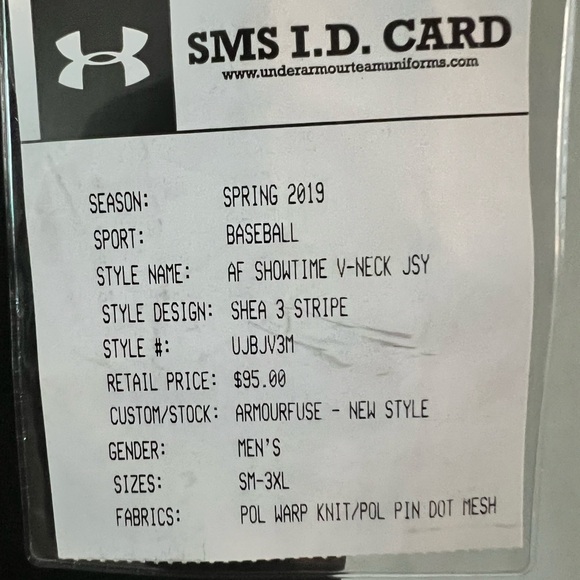 SMS I.D. CARD
www.underarmourteamuniforms.com
SEASON: SPRING 2019
SPORT: BASEBALL
STYLE NAME: AF SHOWTIME V-NECK JSY
STYLE DESIGN: SHEA 3 STRIPE
STYLE #: UJBJV3M
RETAIL PRICE: $95.00
CUSTOM/STOCK: ARMOURFUSE - NEW STYLE
GENDER: MEN'S
SIZES: SM-3XL
FABRICS: POL WARP KNIT/POL PIN DOT MESH